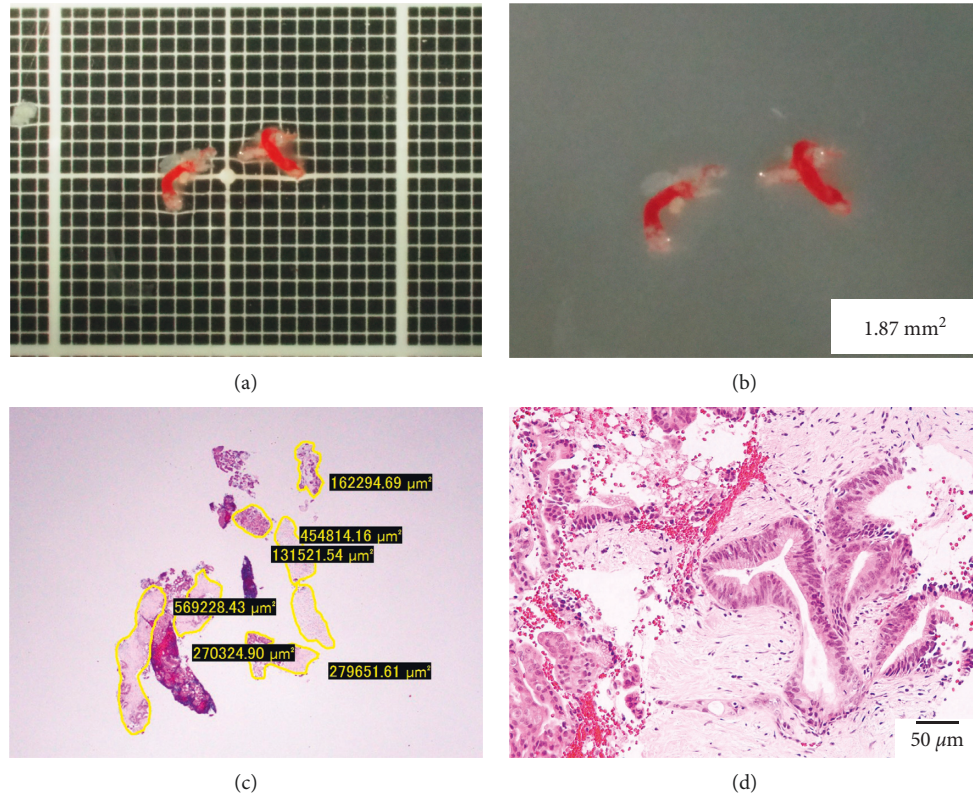 1.87 mm²
(a)
(b)
162294.69 µm²
454814.16 µm²
131521.54 µm²
569228.43 µm²
270324.90 µm²
279651.61 µm²
50 µm
(c)
(d)